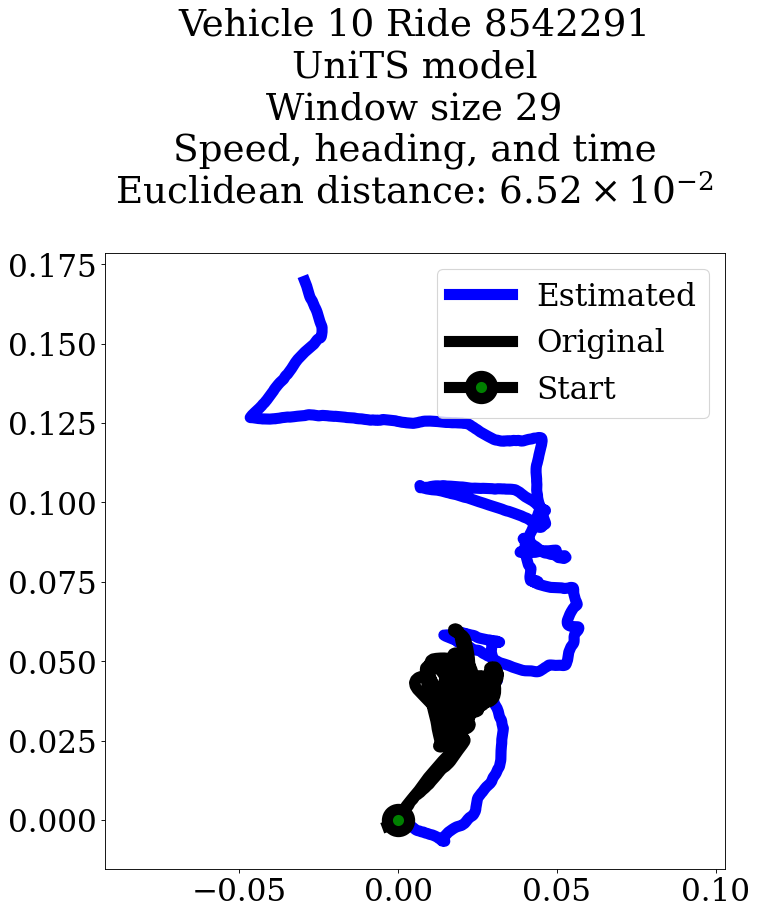 Vehicle 10 Ride 8542291
UniTS model
Window size 29
Speed, heading, and time
Euclidean distance: 6.52 × 10⁻²
0.175
0.150
0.125
0.100
0.075
0.050
0.025
0.000
Estimated
Original
Start
−0.05
0.00
0.05
0.10